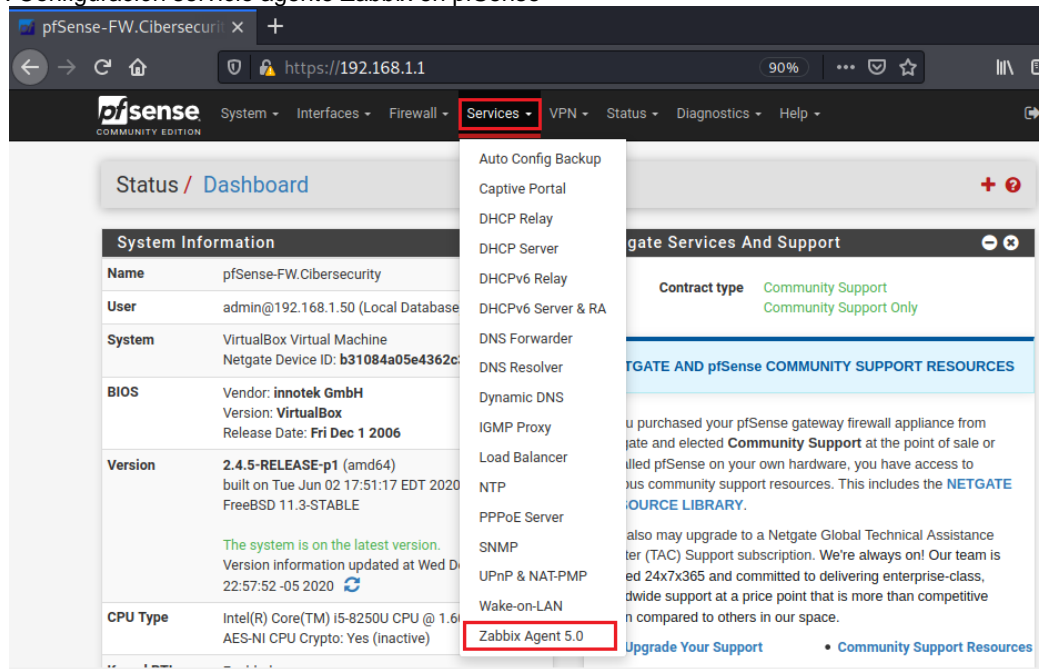 Configuración servicio agente Zabbix en pfSense
pfSense-FW.Cibersecuri
https://192.168.1.1
90%
pfsense
COMMUNITY EDITION
System
Interfaces
Firewall
Services
VPN
Status
Diagnostics
Help
Auto Config Backup
Captive Portal
DHCP Relay
DHCP Server
DHCPv6 Relay
DHCPv6 Server & RA
DNS Forwarder
DNS Resolver
Dynamic DNS
IGMP Proxy
Load Balancer
NTP
PPPoE Server
SNMP
UPnP & NAT-PMP
Wake-on-LAN
Zabbix Agent 5.0
Status / Dashboard
System Information
Name pfSense-FW.Cibersecurity
User admin@192.168.1.50 (Local Database
System VirtualBox Virtual Machine
Netgate Device ID: b31084a05e4362c
BIOS Vendor: innotek GmbH
Version: VirtualBox
Release Date: Fri Dec 1 2006
Version 2.4.5-RELEASE-p1 (amd64)
built on Tue Jun 02 17:51:17 EDT 2020
FreeBSD 11.3-STABLE
The system is on the latest version.
Version information updated at Wed D
22:57:52 -05 2020
CPU Type Intel(R) Core(TM) i5-8250U CPU @ 1.6
AES-NI CPU Crypto: Yes (inactive)
gate Services And Support
Contract type Community Support
Community Support Only
TGATE AND pfSense COMMUNITY SUPPORT RESOURCES
u purchased your pfSense gateway firewall appliance from
gate and elected Community Support at the point of sale or
lled pfSense on your own hardware, you have access to
ous community support resources. This includes the NETGATE
OURCE LIBRARY.
also may upgrade to a Netgate Global Technical Assistance
ter (TAC) Support subscription. We're always on! Our team is
ed 24x7x365 and committed to delivering enterprise-class,
dwide support at a price point that is more than competitive
n compared to others in our space.
Upgrade Your Support
Community Support Resources